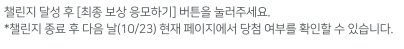 챌린지 달성 후 [최종 보상 응모하기] 버튼을 눌러주세요.
*챌린지 종료 후 다음 날(10/23) 현재 페이지에서 당첨 여부를 확인할 수 있습니다.